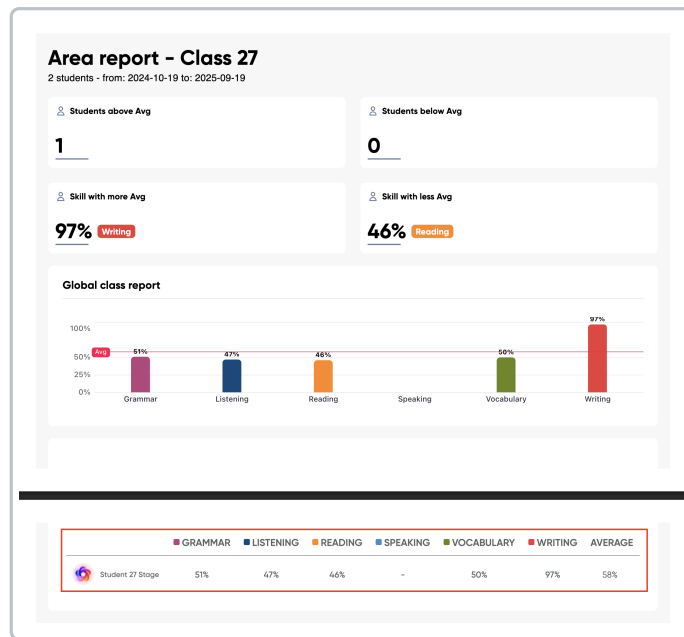 Area report - Class 27
2 students - from: 2024-10-19 to: 2025-09-19
Students above Avg
1
Students below Avg
0
Skill with more Avg
97% Writing
Skill with less Avg
46% Reading
Global class report
100%
50%
25%
0%
Avg
51%
47%
46%
50%
97%
Grammar Listening Reading Speaking Vocabulary Writing
GRAMMAR LISTENING READING SPEAKING VOCABULARY WRITING AVERAGE
Student 27 Stage 51% 47% 46% - 50% 97% 58%